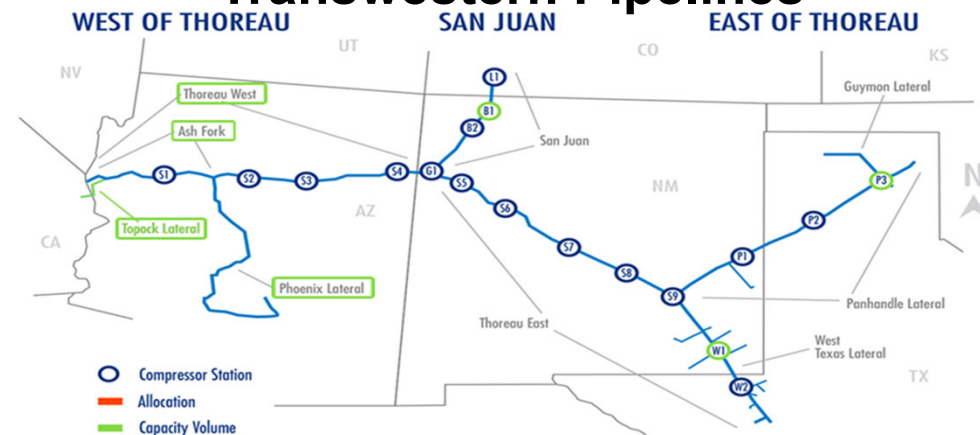 Transwestern Pipelines
WEST OF THOREAU
SAN JUAN
EAST OF THOREAU
UT
CO
KS
NV
L1
Guymon Lateral
Thoreau West
B1
Ash Fork
B2
San Juan
S1
S2
S3
S4
G1
S5
P3
N
NM
AZ
S6
P2
Topock Lateral
CA
S7
P1
S8
Phoenix Lateral
S9
Panhandle Lateral
Thoreau East
West
Texas Lateral
W1
TX
W2
Compressor Station
Allocation
Capacity Volume